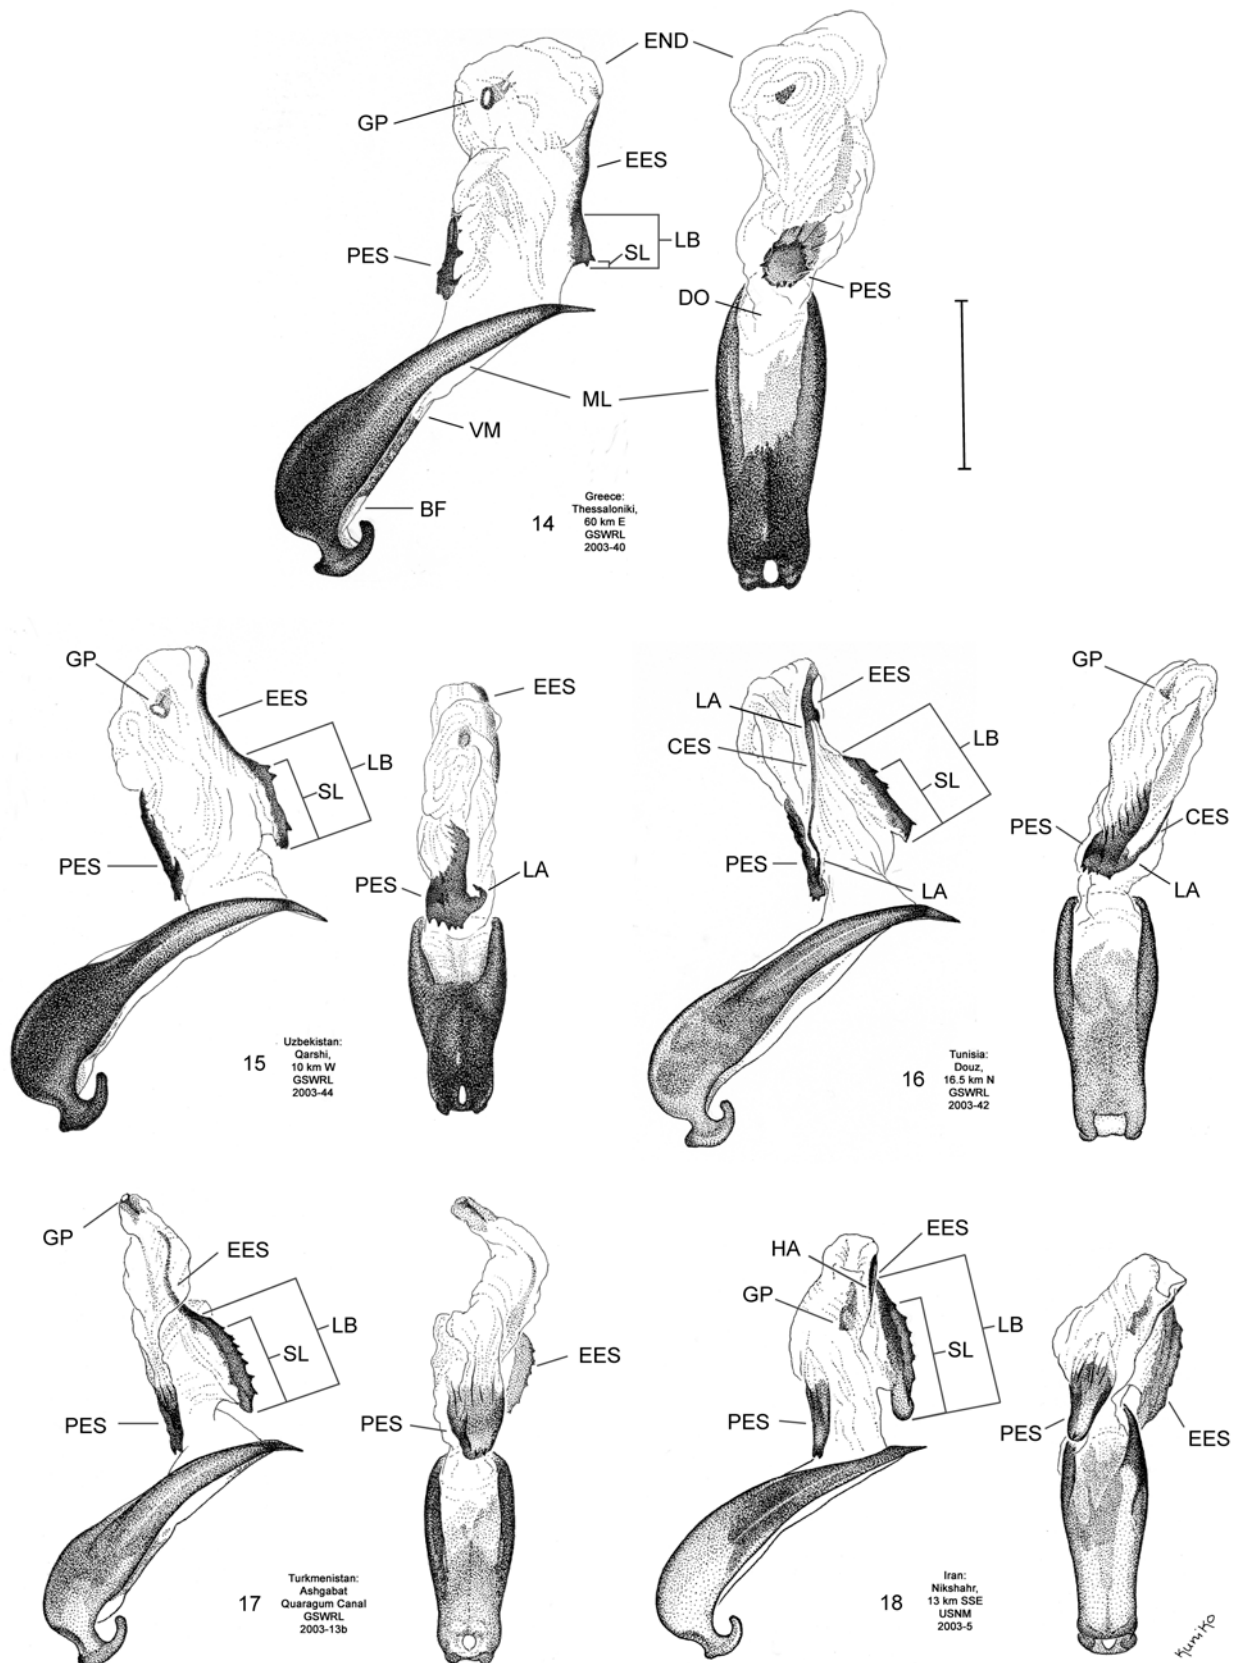 END
GP
EES
LB
SL
PES
PES
DO
ML
VM
BF
14
Greece:
Thessaloniki,
60 km E
GSWRL
2003-40
GP
EES
EES
LB
SL
PES
PES
LA
15
Uzbekistan:
Qarshi,
10 km W
GSWRL
2003-44
GP
EES
LA
CES
LB
SL
PES
LA
PES
CES
LA
16
Tunisia:
Douz,
16.5 km N
GSWRL
2003-42
GP
EES
LB
SL
EES
PES
PES
17
Turkmenistan:
Ashgabat
Quaragum Canal
GSWRL
2003-13b
EES
HA
GP
LB
SL
PES
PES
EES
18
Iran:
Nikshahr,
13 km SSE
USNM
2003-5
Kuniko